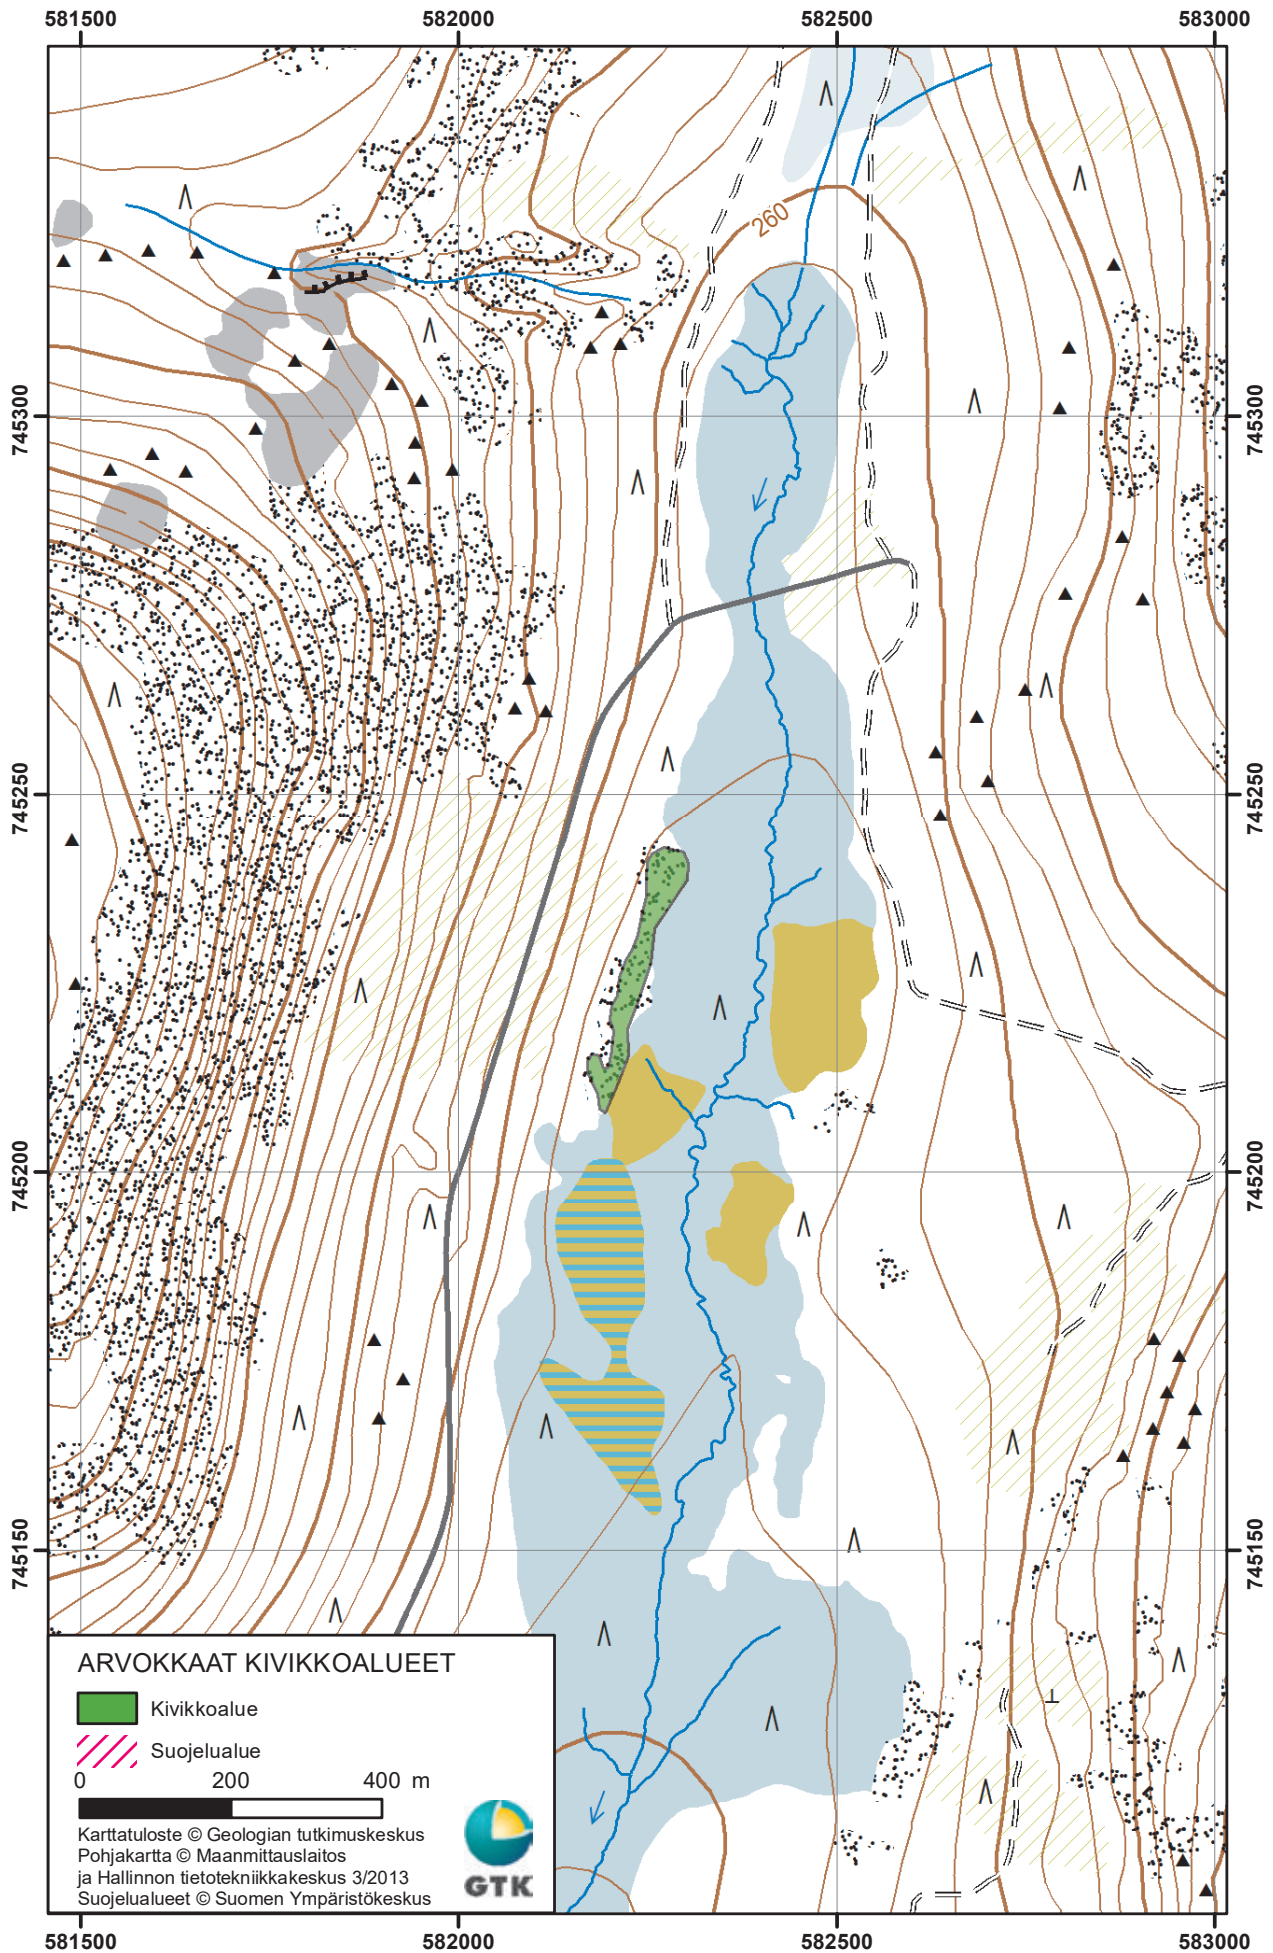 581500 582000 582500 583000
260
745300 745300
745250 745250
745200 745200
745150 745150
ARVOKKAAT KIVIKKOALUEET
Kivikkoalue
Suojelualue
0 200 400 m
Karttatuloste © Geologian tutkimuskeskus
Pohjakartta © Maanmittauslaitos
ja Hallinnon tietotekniikkakeskus 3/2013
Suojelualueet © Suomen Ympäristökeskus
GTK
581500 582000 582500 583000